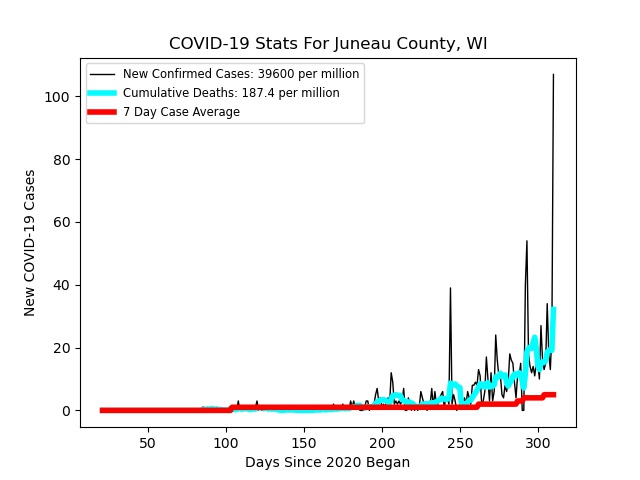 COVID-19 Stats For Juneau County, WI
New Confirmed Cases: 39600 per million
Cumulative Deaths: 187.4 per million
7 Day Case Average
100
80
60
40
20
0
New COVID-19 Cases
50 100 150 200 250 300
Days Since 2020 Began